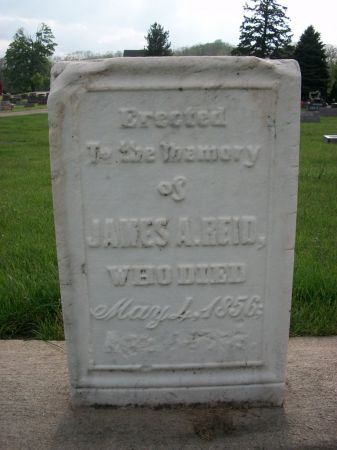 Erected
To the Memory
of
JAMES A. REID,
WHO DIED
May 4, 1856: